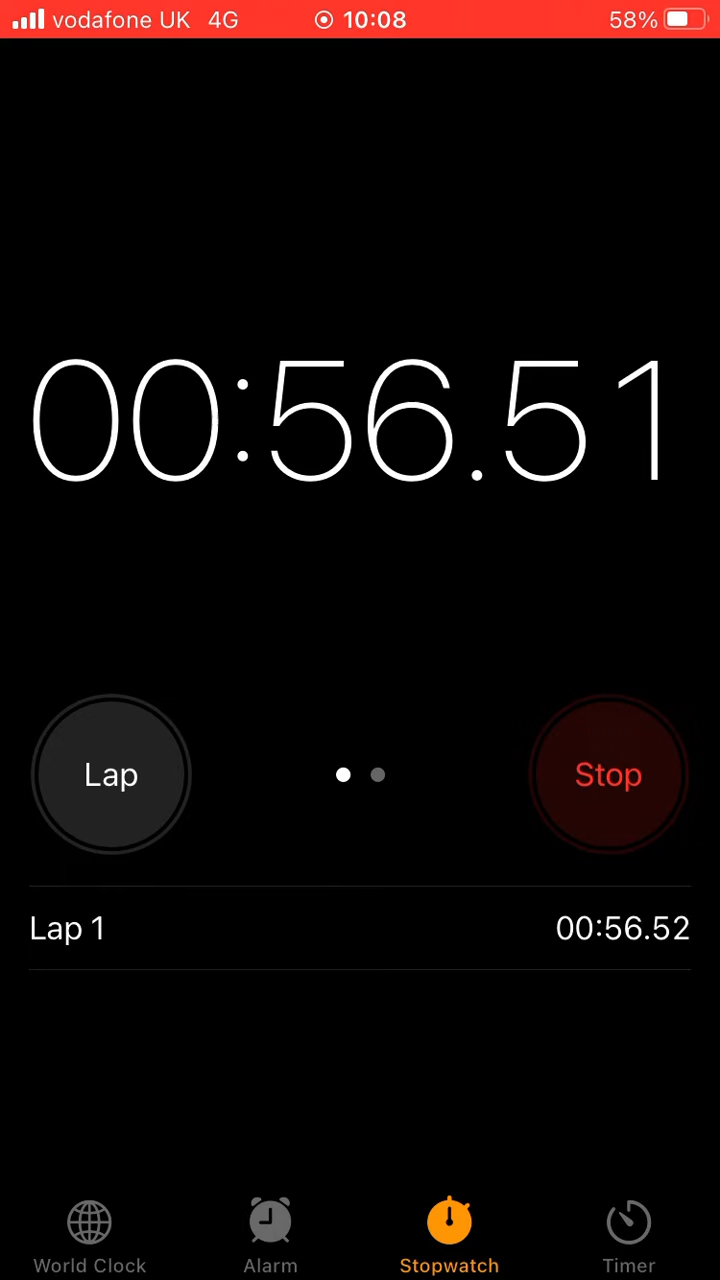 vodafone UK 4G 10:08 58%
00:56.51
Lap Stop
Lap 1 00:56.52
World Clock Alarm Stopwatch Timer